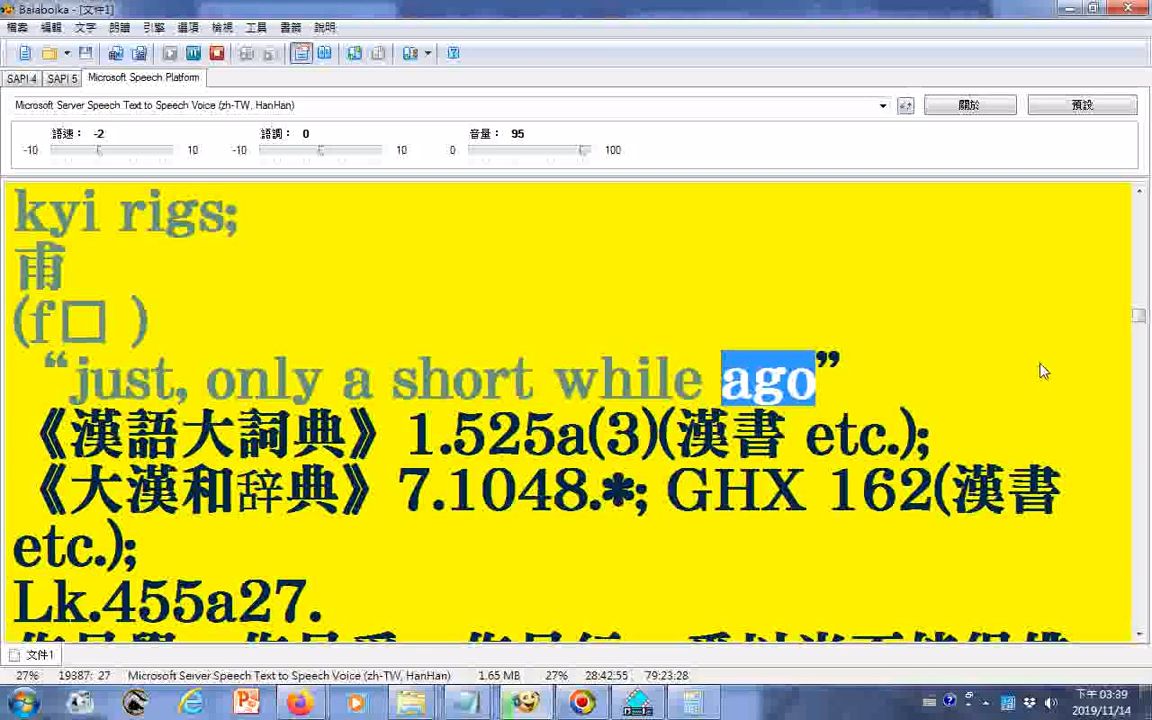 Balabolka - [文件1]
檔案 編輯 文字 朗讀 引擎 選項 檢視 工具 書籤 說明
SAPI 4 SAPI 5 Microsoft Speech Platform
Microsoft Server Speech Text to Speech Voice (zh-TW, HanHan) 關於 預設
語速： -2 語調： 0 音量： 95
-10 10 -10 10 0 100
kyi rigs;
甫
(f□ )
“just, only a short while ago”
《漢語大詞典》 1.525a(3)(漢書 etc.);
《大漢和辞典》 7.1048.✱; GHX 162(漢書
etc.);
Lk.455a27.
文件1
27% 19387: 27 Microsoft Server Speech Text to Speech Voice (zh-TW, HanHan) 1.65 MB 27% 28:42:55 79:23:28
下午 03:39
2019/11/14